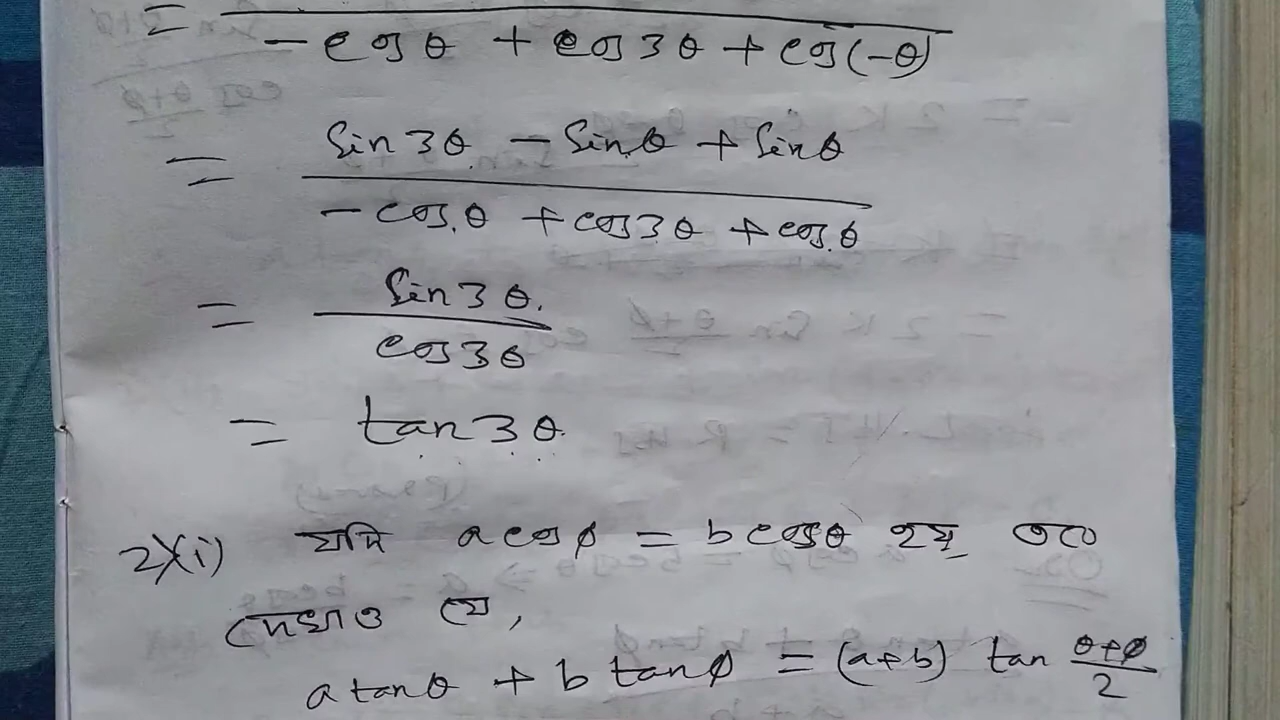 = ─────────
- cosθ + cos3θ + cos(-θ)
sin3θ - sinθ + sinθ
= ─────────
- cosθ + cos3θ + cosθ
sin3θ
= ─────────
cos3θ
= tan3θ.
2)(i) যদি a cosφ = b cosθ হয় তবে
দেখাও যে,
a tanθ + b tanφ = (a+b) tan (θ+φ)/2